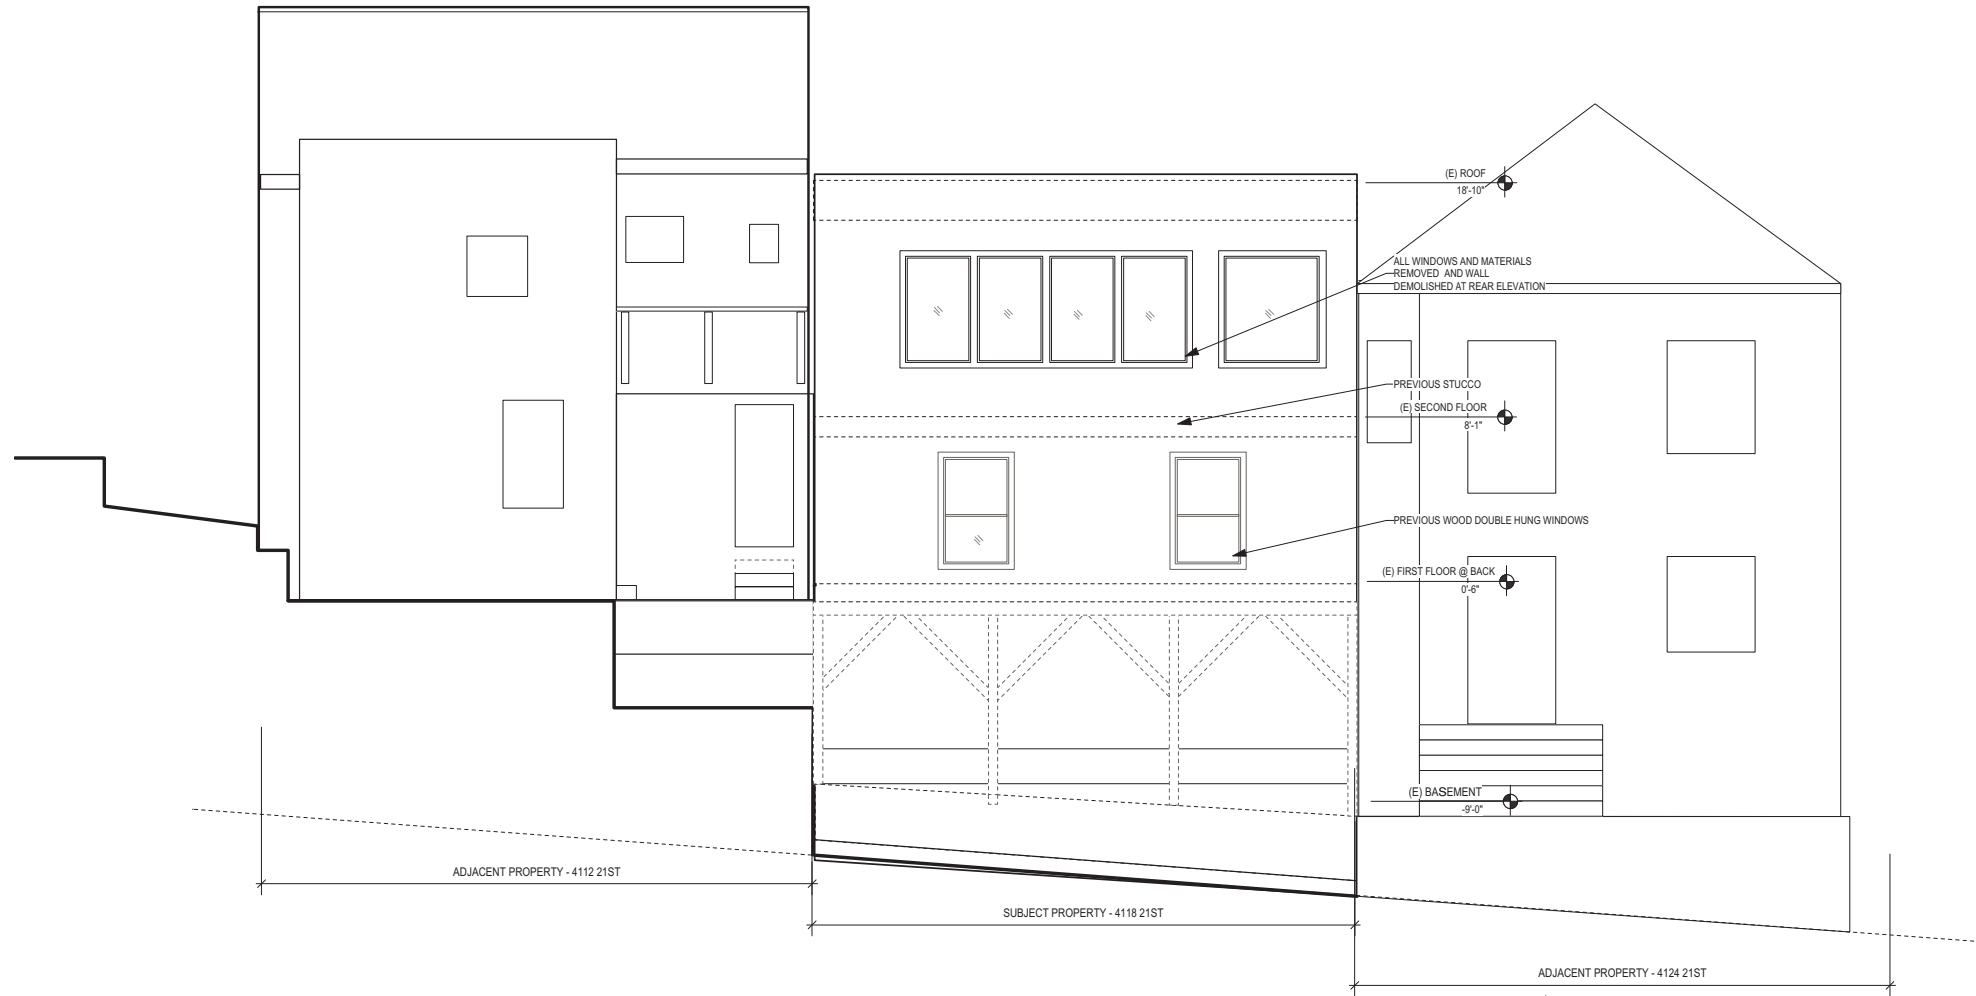 (E) ROOF
18'-10"
ALL WINDOWS AND MATERIALS
REMOVED AND WALL
DEMOLISHED AT REAR ELEVATION
PREVIOUS STUCCO
(E) SECOND FLOOR
8'-1"
PREVIOUS WOOD DOUBLE HUNG WINDOWS
(E) FIRST FLOOR @ BACK
0'-6"
(E) BASEMENT
-9'-0"
ADJACENT PROPERTY - 4112 21ST
SUBJECT PROPERTY - 4118 21ST
ADJACENT PROPERTY - 4124 21ST